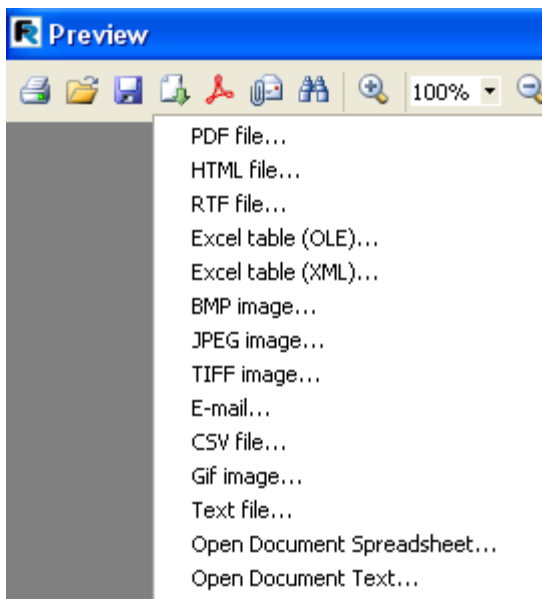 FR Preview
100%
PDF file...
HTML file...
RTF file...
Excel table (OLE)...
Excel table (XML)...
BMP image...
JPEG image...
TIFF image...
E-mail...
CSV file...
Gif image...
Text file...
Open Document Spreadsheet...
Open Document Text...